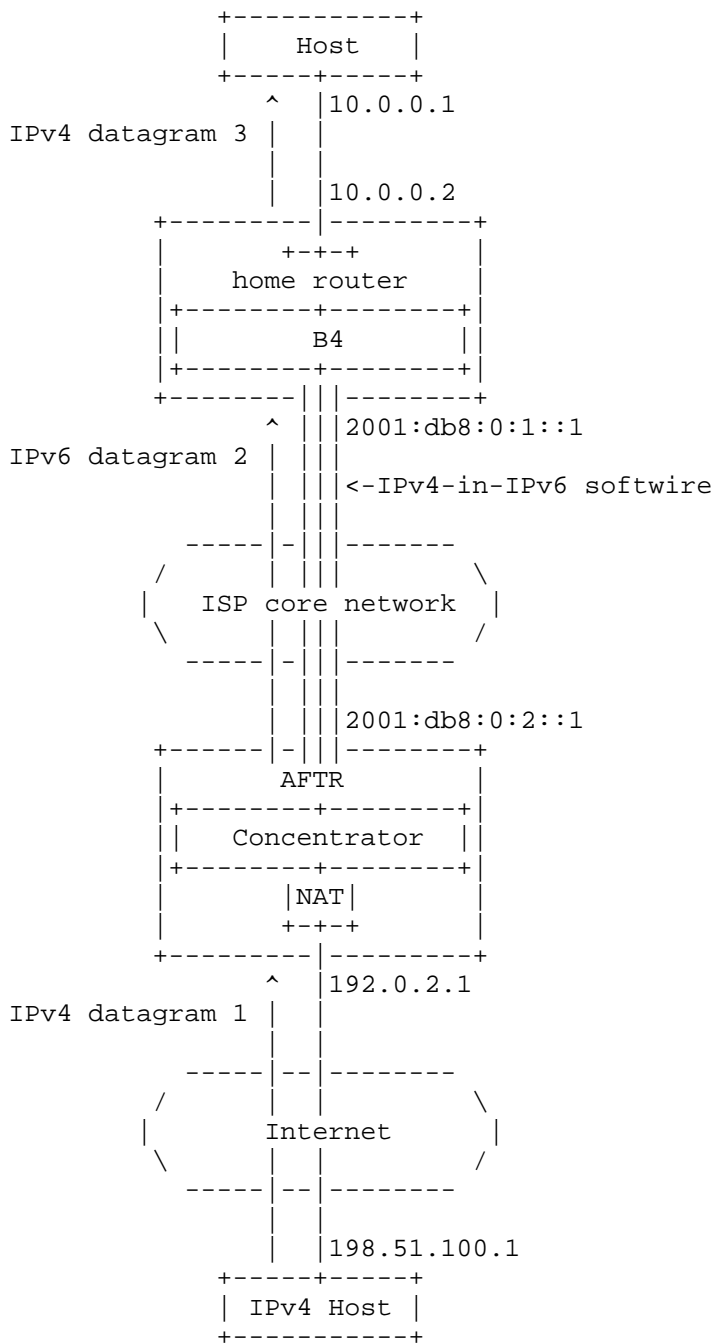 Host
10.0.0.1
IPv4 datagram 3
10.0.0.2
home router
B4
2001:db8:0:1::1
IPv6 datagram 2
<-IPv4-in-IPv6 softwire
ISP core network
2001:db8:0:2::1
AFTR
Concentrator
NAT
192.0.2.1
IPv4 datagram 1
Internet
198.51.100.1
IPv4 Host